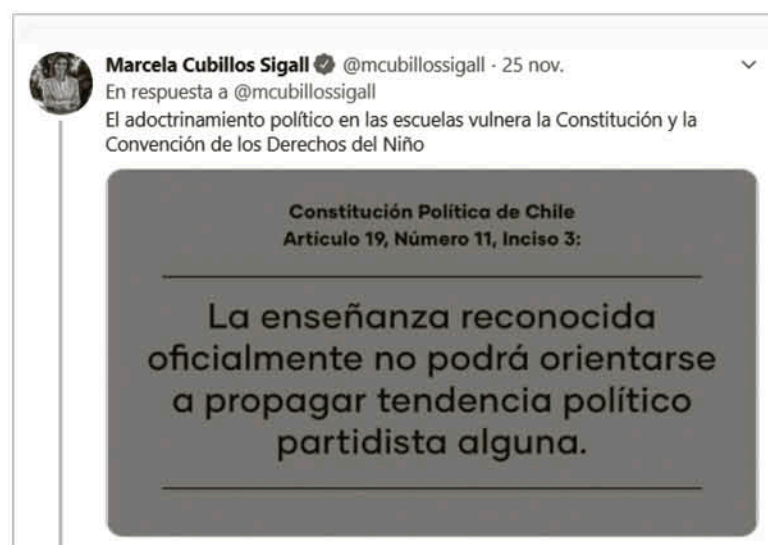 Marcela Cubillos Sigall @mcubillossigall · 25 nov.
En respuesta a @mcubillossigall
El adoctrinamiento político en las escuelas vulnera la Constitución y la
Convención de los Derechos del Niño
Constitución Política de Chile
Artículo 19, Número 11, Inciso 3:
La enseñanza reconocida
oficialmente no podrá orientarse
a propagar tendencia político
partidista alguna.